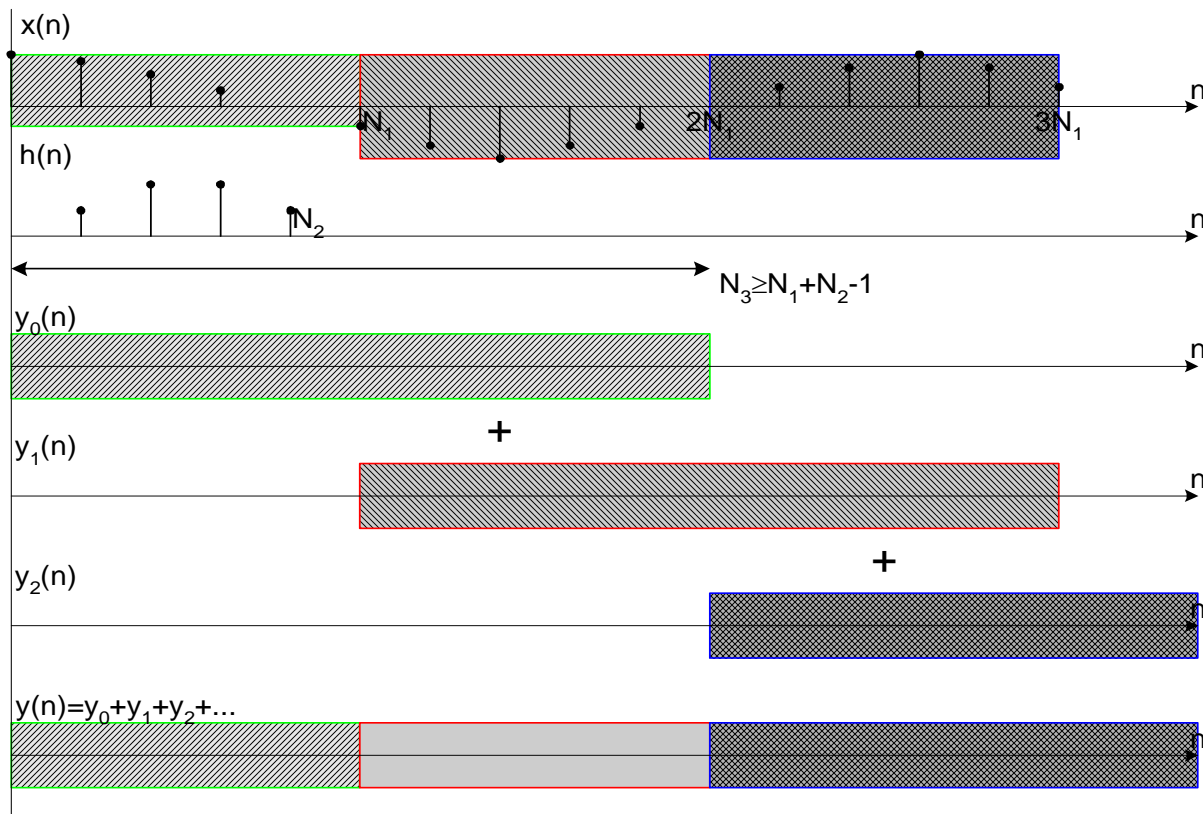 x(n)
n
N₁ 2N₁ 3N₁
h(n)
N₂
n
N₃≥N₁+N₂-1
y₀(n)
n
+
y₁(n)
n
+
y₂(n)
n
y(n)=y₀+y₁+y₂+...
n